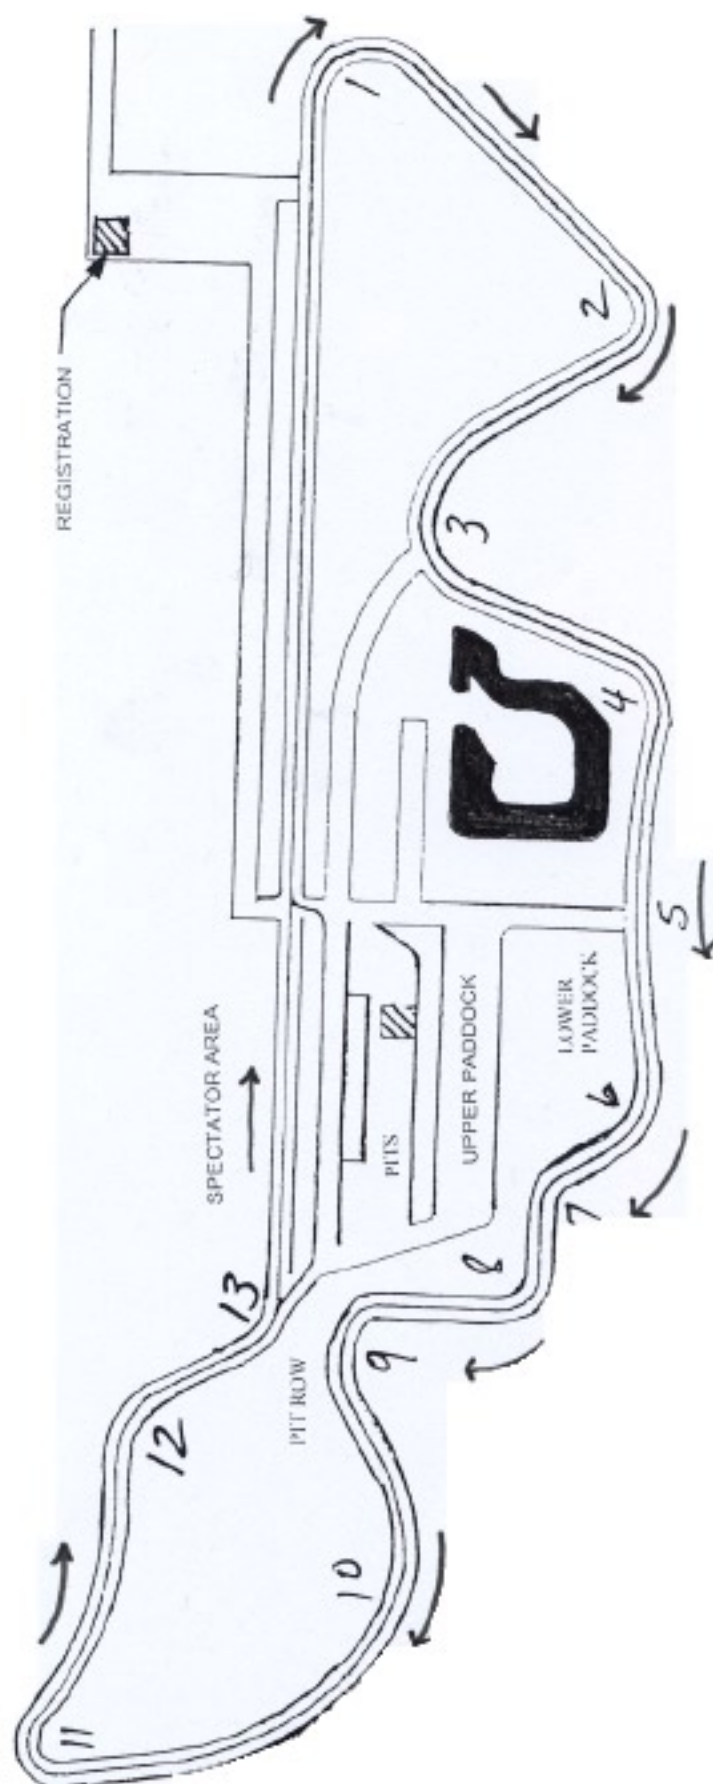 1
2
REGISTRATION
3
4
5
SPECTATOR AREA
UPPER PADDOCK
LOWER
PADDOCK
PITS
6
7
8
13
9
PIT ROW
12
10
11